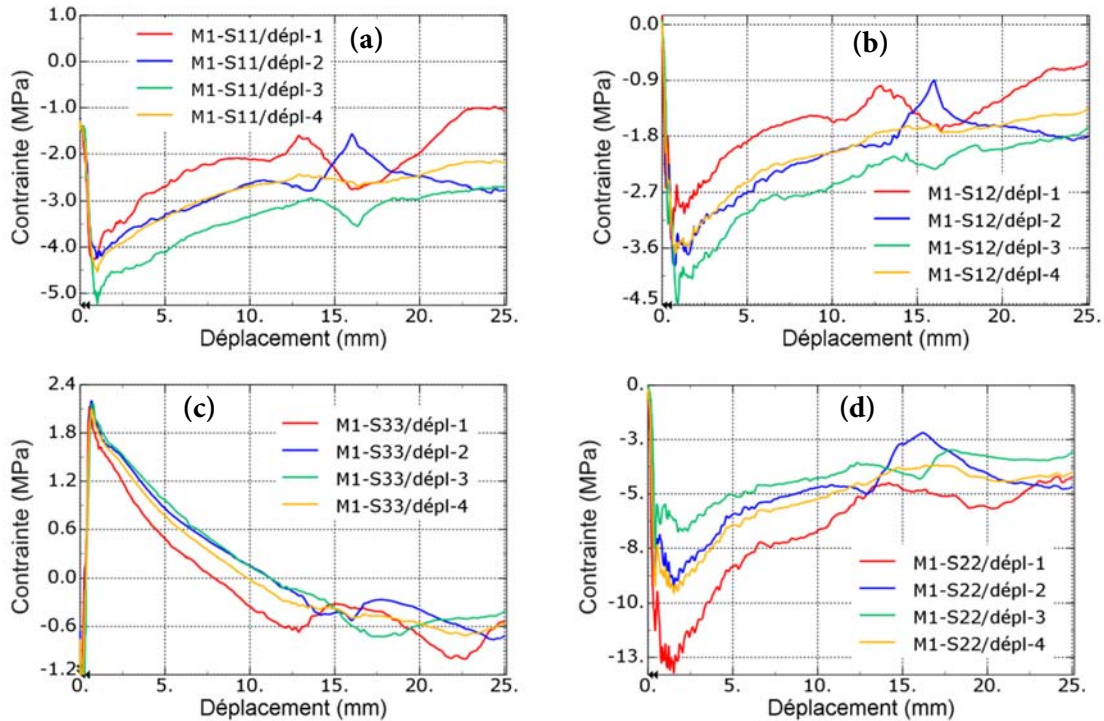 (a)
1.0
0.0
-1.0
-2.0
-3.0
-4.0
-5.0
Contrainte (MPa)
M1-S11/dépl-1
M1-S11/dépl-2
M1-S11/dépl-3
M1-S11/dépl-4
0. 5. 10. 15. 20. 25.
Déplacement (mm)
(b)
0.0
-0.9
-1.8
-2.7
-3.6
-4.5
Contrainte (MPa)
M1-S12/dépl-1
M1-S12/dépl-2
M1-S12/dépl-3
M1-S12/dépl-4
0. 5. 10. 15. 20. 25.
Déplacement (mm)
(c)
2.4
1.8
1.2
0.6
0.0
-0.6
-1.2
Contrainte (MPa)
M1-S33/dépl-1
M1-S33/dépl-2
M1-S33/dépl-3
M1-S33/dépl-4
0. 5. 10. 15. 20. 25.
Déplacement (mm)
(d)
0.
-3.
-5.
-8.
-10.
-13.
Contrainte (MPa)
M1-S22/dépl-1
M1-S22/dépl-2
M1-S22/dépl-3
M1-S22/dépl-4
0. 5. 10. 15. 20. 25.
Déplacement (mm)